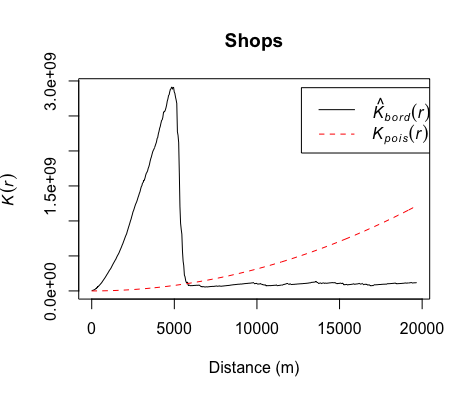 Shops
K̂bord(r)
Kpois(r)
K(r)
3.0e+09
1.5e+09
0.0e+00
0 5000 10000 15000 20000
Distance (m)